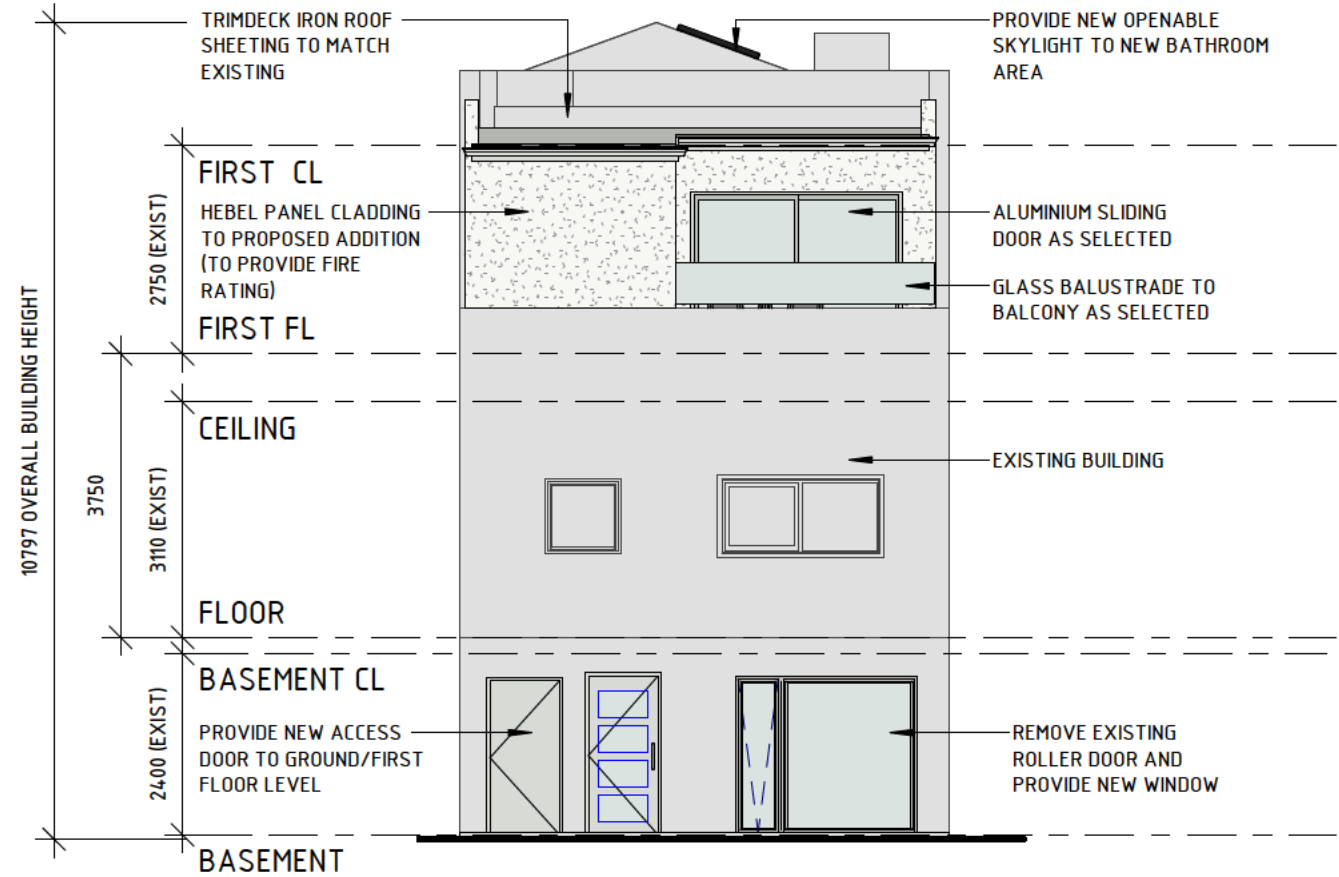 TRIMDECK IRON ROOF
SHEETING TO MATCH
EXISTING
PROVIDE NEW OPENABLE
SKYLIGHT TO NEW BATHROOM
AREA
FIRST CL
HEBEL PANEL CLADDING
TO PROPOSED ADDITION
(TO PROVIDE FIRE
RATING)
ALUMINIUM SLIDING
DOOR AS SELECTED
GLASS BALUSTRADE TO
BALCONY AS SELECTED
2750 (EXIST)
FIRST FL
10797 OVERALL BUILDING HEIGHT
CEILING
EXISTING BUILDING
3750
3110 (EXIST)
FLOOR
BASEMENT CL
2400 (EXIST)
PROVIDE NEW ACCESS
DOOR TO GROUND/FIRST
FLOOR LEVEL
REMOVE EXISTING
ROLLER DOOR AND
PROVIDE NEW WINDOW
BASEMENT